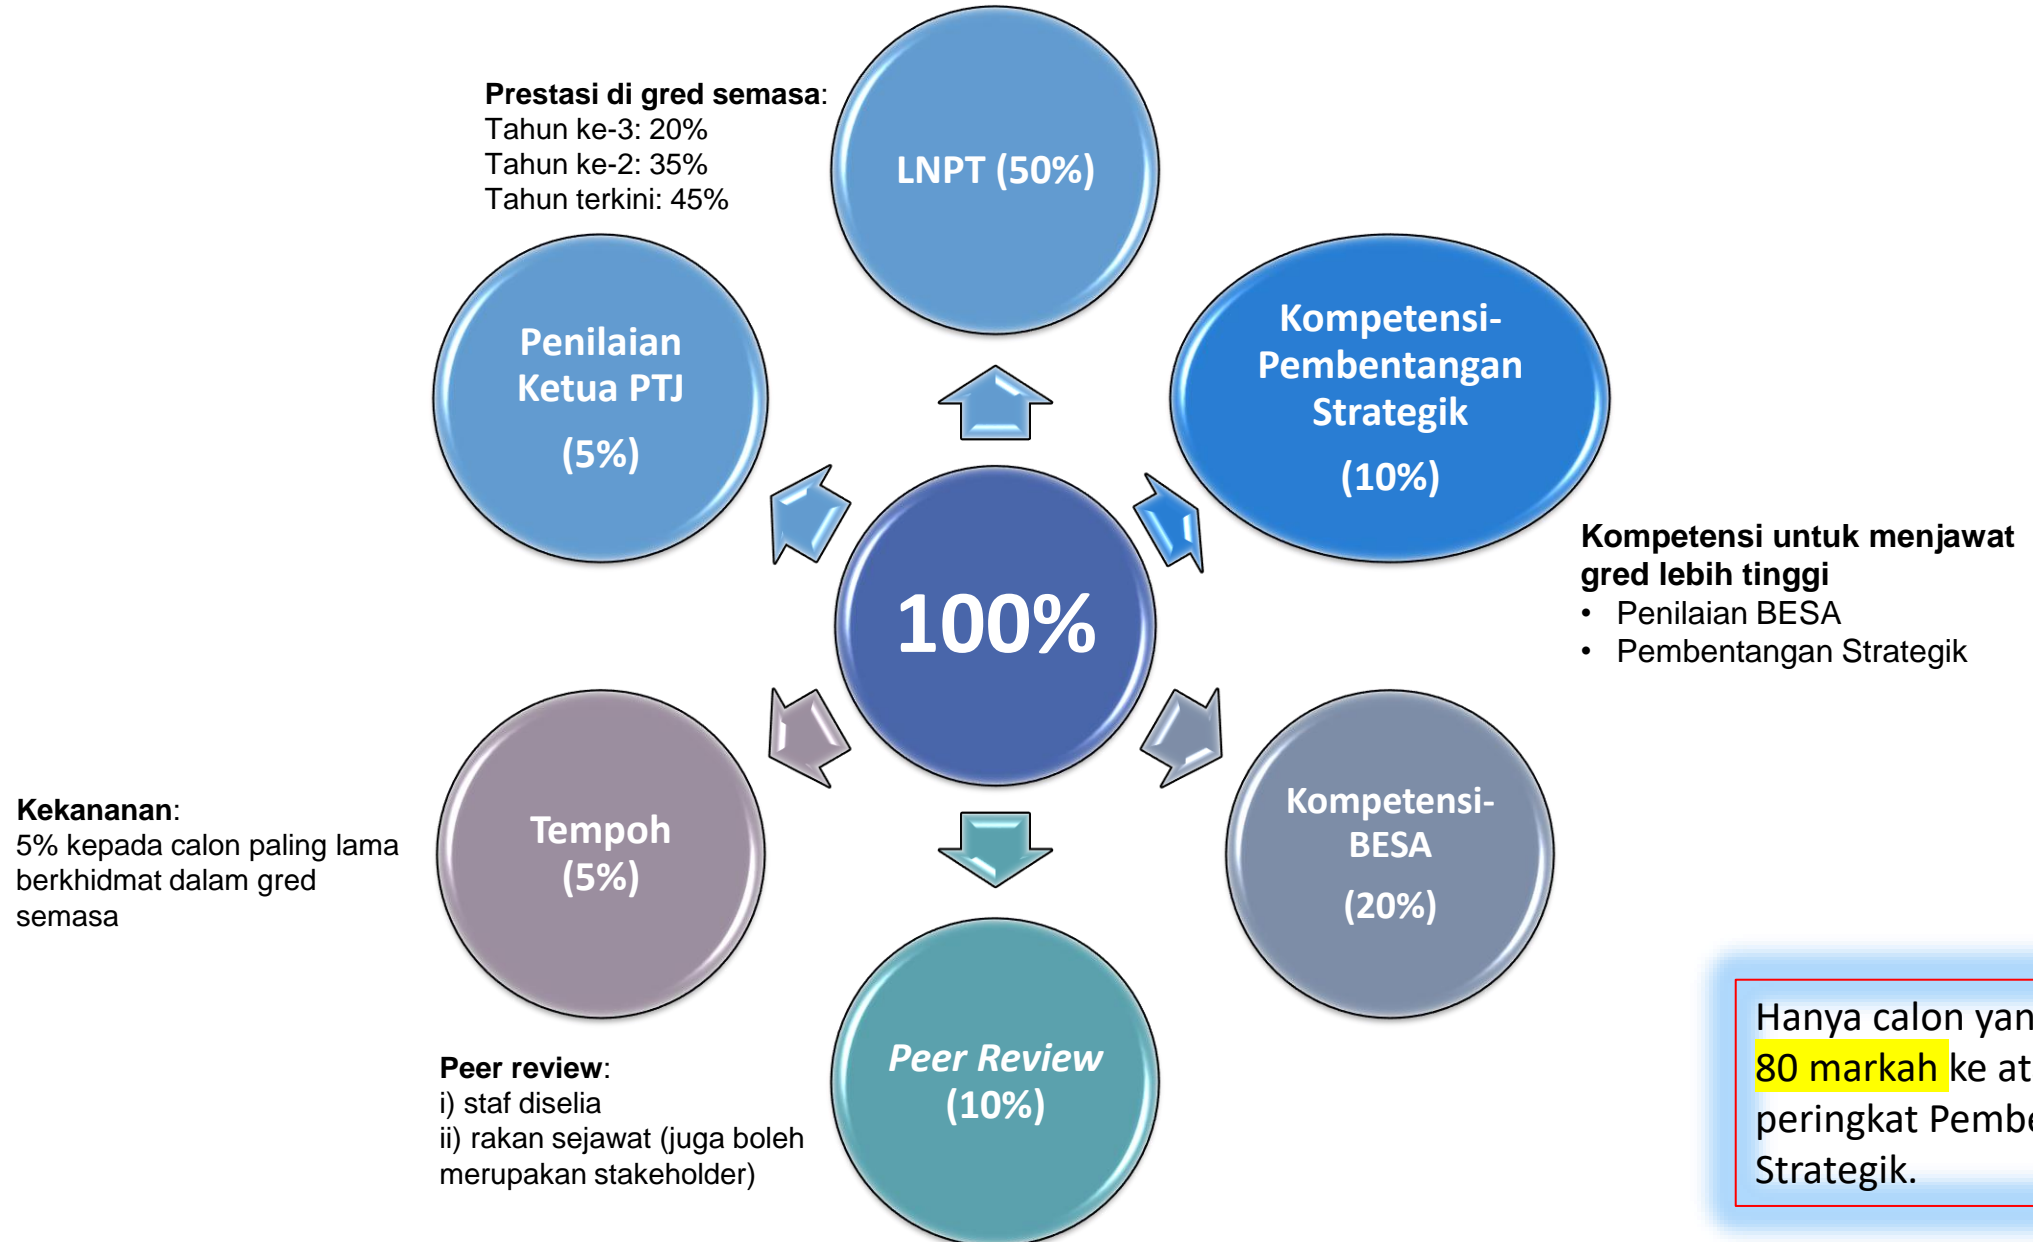 Prestasi di gred semasa:
Tahun ke-3: 20%
Tahun ke-2: 35%
Tahun terkini: 45%
LNPT (50%)
Penilaian
Ketua PTJ
(5%)
Kompetensi-
Pembentangan
Strategik
(10%)
Kompetensi untuk menjawat
gred lebih tinggi
• Penilaian BESA
• Pembentangan Strategik
100%
Kekananan:
5% kepada calon paling lama
berkhidmat dalam gred
semasa
Tempoh
(5%)
Kompetensi-
BESA
(20%)
Peer review:
i) staf diselia
ii) rakan sejawat (juga boleh
merupakan stakeholder)
Peer Review
(10%)
Hanya calon
80 markah ke
peringkat
Strategik.